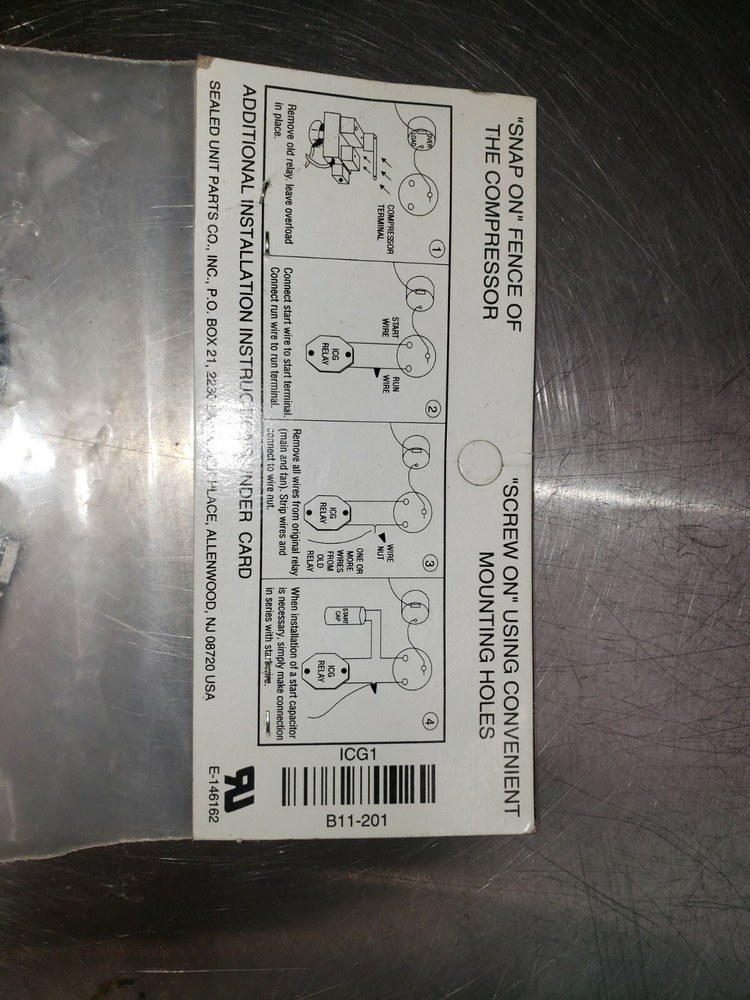 "SNAP ON" FENCE OF
THE COMPRESSOR
"SCREW ON" USING CONVENIENT
MOUNTING HOLES
1
OVER
LOAD
COMPRESSOR
TERMINAL
Remove old relay, leave overload
in place.
2
START
WIRE
RUN
WIRE
ICG
RELAY
Connect start wire to start terminal.
Connect run wire to run terminal.
3
WIRE
NUT
ICG
RELAY
ONE OR
MORE
WIRES
FROM
OLD
RELAY
Remove all wires from original relay
(main and fan). Strip wires and
connect to wire nut.
4
START
CAP
ICG
RELAY
When installation of a start capacitor
is necessary, simply make connection
in series with start wire.
ICG1
B11-201
ADDITIONAL INSTALLATION INSTRUCTIONS UNDER CARD
SEALED UNIT PARTS CO., INC., P.O. BOX 21, PLACE, ALLENWOOD, NJ 08720 USA
E-146162